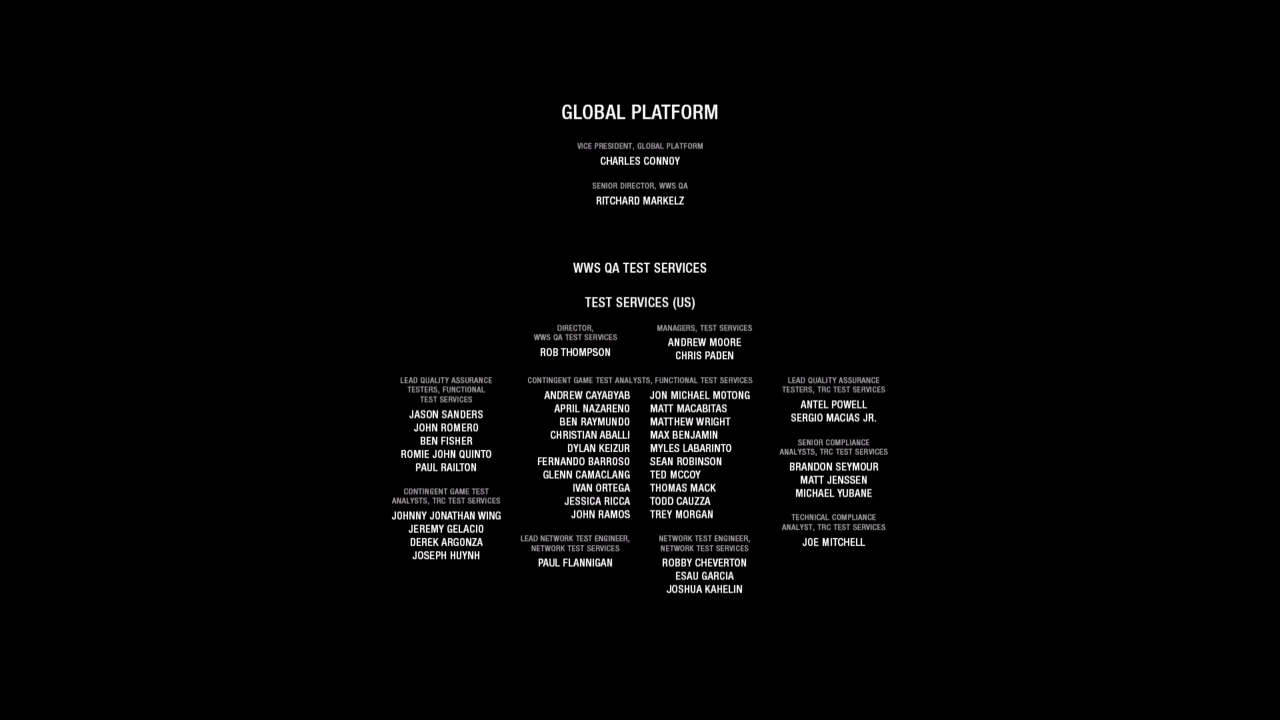 GLOBAL PLATFORM
VICE PRESIDENT, GLOBAL PLATFORM
CHARLES CONNOY
SENIOR DIRECTOR, WWS QA
RITCHARD MARKELZ
WWS QA TEST SERVICES
TEST SERVICES (US)
DIRECTOR,
WWS QA TEST SERVICES
ROB THOMPSON
MANAGERS, TEST SERVICES
ANDREW MOORE
CHRIS PADEN
LEAD QUALITY ASSURANCE
TESTERS, FUNCTIONAL
TEST SERVICES
JASON SANDERS
JOHN ROMERO
BEN FISHER
ROMIE JOHN QUINTO
PAUL RAILTON
CONTINGENT GAME TEST
ANALYSTS, TRC TEST SERVICES
JOHNNY JONATHAN WING
JEREMY GELACIO
DEREK ARGONZA
JOSEPH HUYNH
CONTINGENT GAME TEST ANALYSTS, FUNCTIONAL TEST SERVICES
ANDREW CAYABYAB
APRIL NAZARENO
BEN RAYMUNDO
CHRISTIAN ABALLI
DYLAN KEIZUR
FERNANDO BARROSO
GLENN CAMACLANG
IVAN ORTEGA
JESSICA RICCA
JOHN RAMOS
JON MICHAEL MOTONG
MATT MACABITAS
MATTHEW WRIGHT
MAX BENJAMIN
MYLES LABARINTO
SEAN ROBINSON
TED MCCOY
THOMAS MACK
TODD CAUZZA
TREY MORGAN
LEAD NETWORK TEST ENGINEER,
NETWORK TEST SERVICES
PAUL FLANNIGAN
NETWORK TEST ENGINEER,
NETWORK TEST SERVICES
ROBBY CHEVERTON
ESAU GARCIA
JOSHUA KAHELIN
LEAD QUALITY ASSURANCE
TESTERS, TRC TEST SERVICES
ANTEL POWELL
SERGIO MACIAS JR.
SENIOR COMPLIANCE
ANALYSTS, TRC TEST SERVICES
BRANDON SEYMOUR
MATT JENSSEN
MICHAEL YUBANE
TECHNICAL COMPLIANCE
ANALYST, TRC TEST SERVICES
JOE MITCHELL